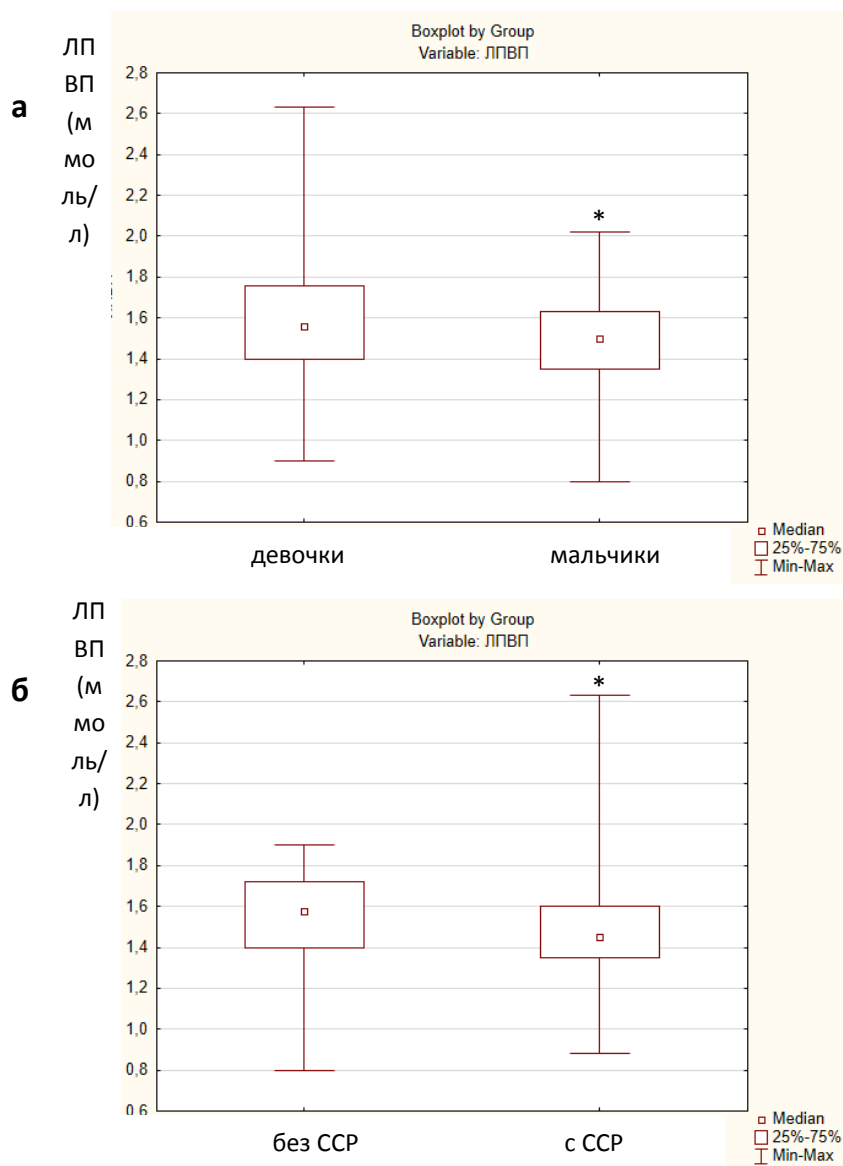 а
ЛП
ВП
(м
мо
ль/
л)
Boxplot by Group
Variable: ЛПВП
2,8
2,6
2,4
2,2
2,0
1,8
1,6
1,4
1,2
1,0
0,8
0,6
*
девочки мальчики
Median
25%-75%
Min-Max
б
ЛП
ВП
(м
мо
ль/
л)
Boxplot by Group
Variable: ЛПВП
2,8
2,6
2,4
2,2
2,0
1,8
1,6
1,4
1,2
1,0
0,8
0,6
*
без ССР с ССР
Median
25%-75%
Min-Max